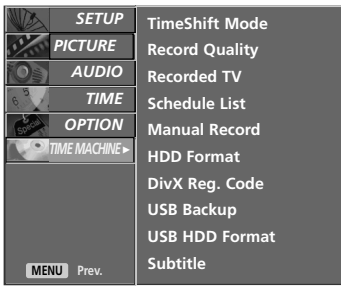 SETUP
PICTURE
AUDIO
TIME
OPTION
Special
TIME MACHINE ►
MENU Prev.
TimeShift Mode
Record Quality
Recorded TV
Schedule List
Manual Record
HDD Format
DivX Reg. Code
USB Backup
USB HDD Format
Subtitle